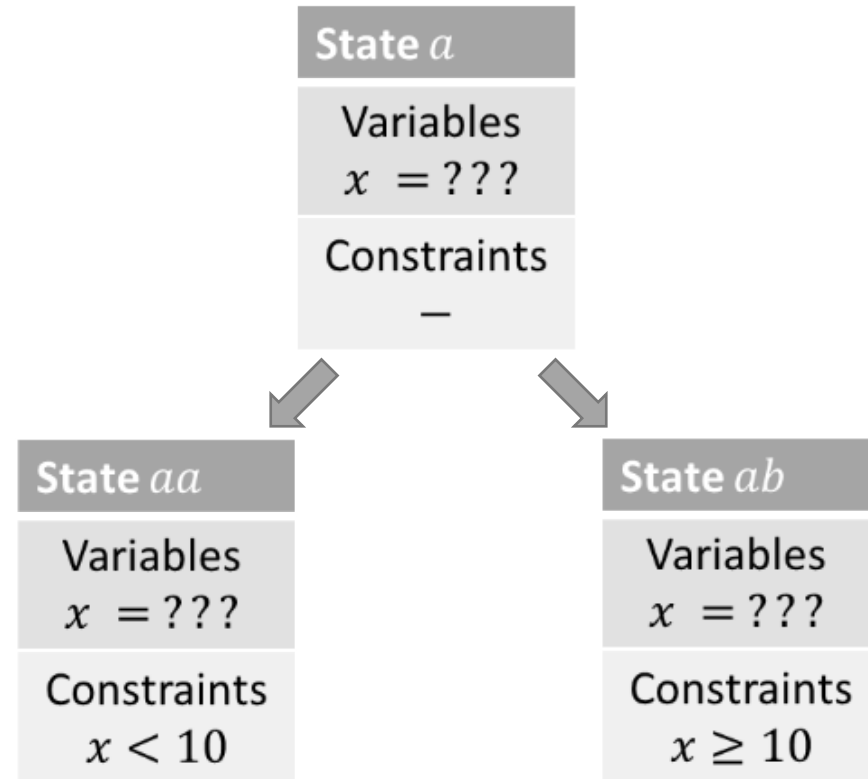 State a
Variables
x = ???
Constraints
–
State aa
Variables
x = ???
Constraints
x < 10
State ab
Variables
x = ???
Constraints
x ≥ 10